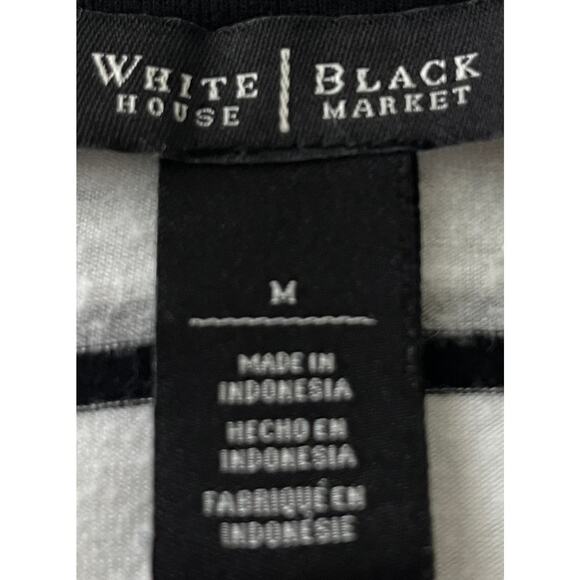 WHITE HOUSE | BLACK MARKET
M
MADE IN
INDONESIA
HECHO EN
INDONESIA
FABRIQUÉ EN
INDONÉSIE